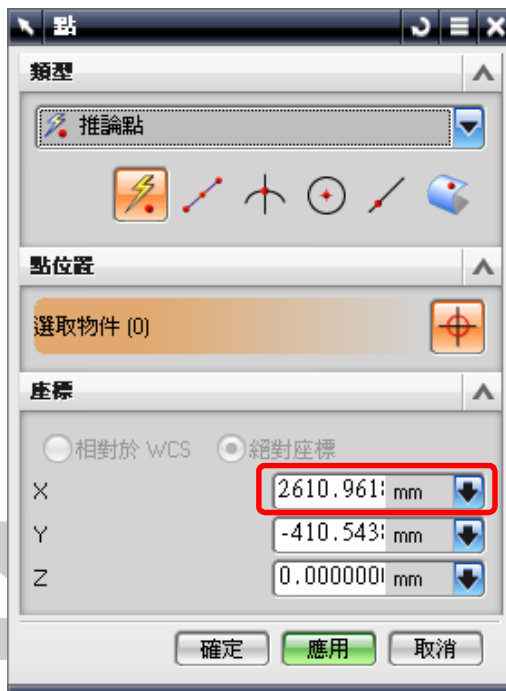 點
類型
推論點
點位置
選取物件 (0)
座標
相對於 WCS 絕對座標
X 2610.961 mm
Y -410.543 mm
Z 0.000000 mm
確定 應用 取消